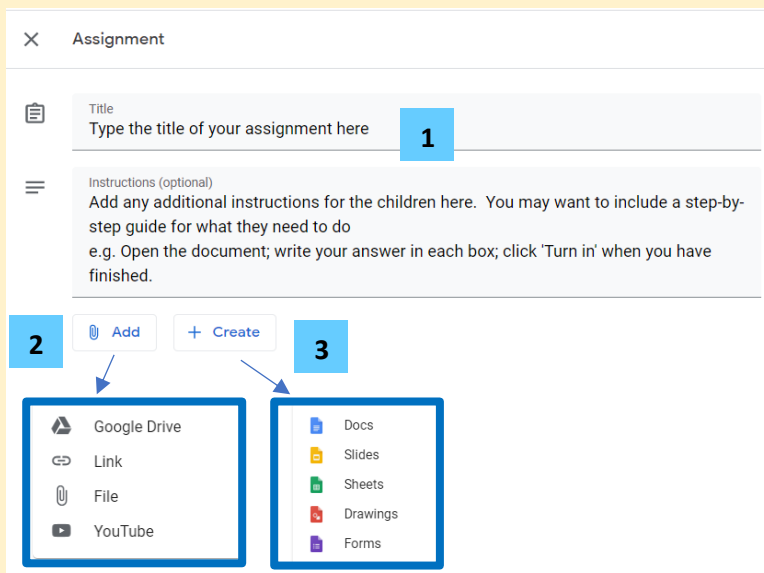 Assignment
Title
Type the title of your assignment here
1
Instructions (optional)
Add any additional instructions for the children here.  You may want to include a step-by-
step guide for what they need to do
e.g. Open the document; write your answer in each box; click 'Turn in' when you have
finished.
2
Add
+ Create
3
Google Drive
Link
File
YouTube
Docs
Slides
Sheets
Drawings
Forms